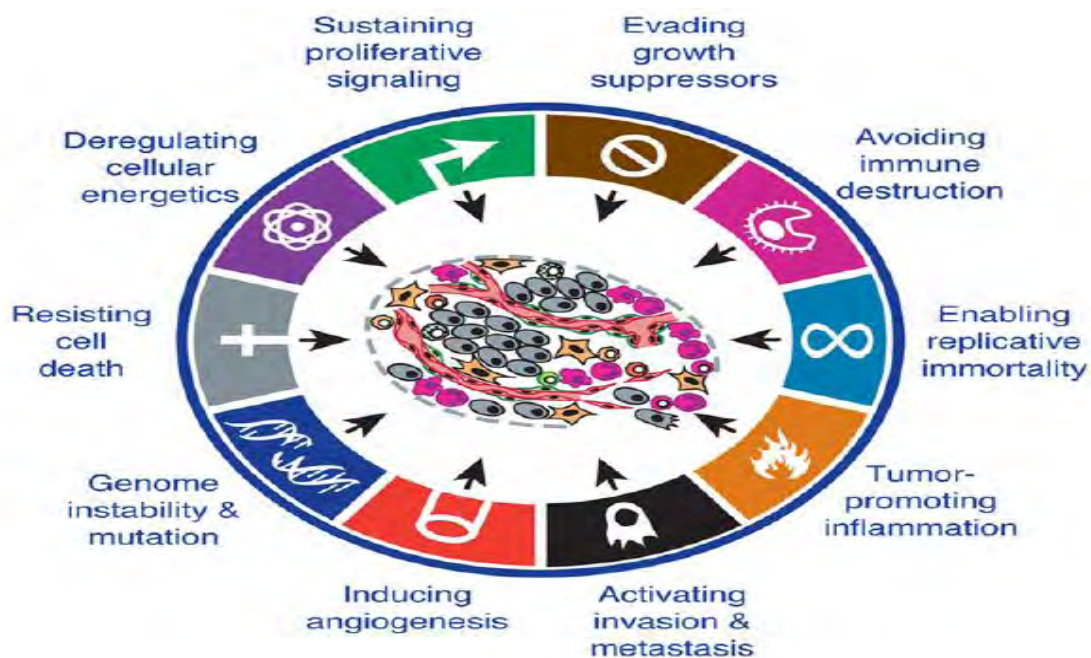 Sustaining
proliferative
signaling
Evading
growth
suppressors
Avoiding
immune
destruction
Enabling
replicative
immortality
Tumor-
promoting
inflammation
Activating
invasion &
metastasis
Inducing
angiogenesis
Genome
instability &
mutation
Resisting
cell
death
Deregulating
cellular
energetics